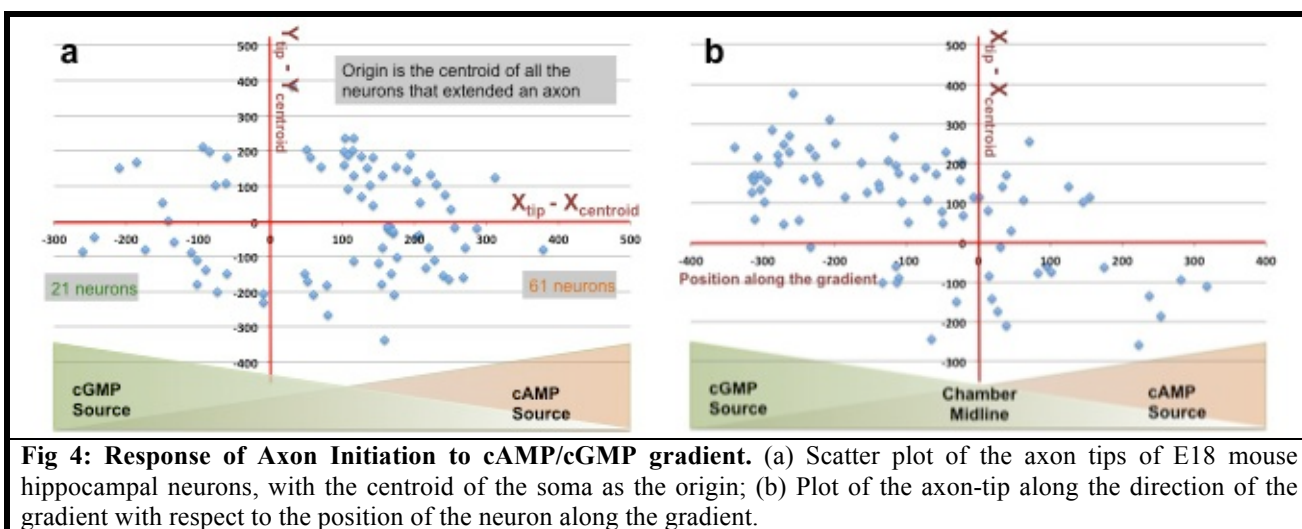 a
Y tip - Y centroid
500
400
300
200
100
0
-100
-200
-300
-400
-300 -200 -100 0 100 200 300 400 500
Origin is the centroid of all the
neurons that extended an axon
Xtip - Xcentroid
21 neurons
61 neurons
cGMP
Source
cAMP
Source
b
X tip - X centroid
500
400
300
200
100
0
-100
-200
-300
-400 -300 -200 -100 0 100 200 300 400
Position along the gradient
cGMP
Source
Chamber
Midline
cAMP
Source
Fig 4: Response of Axon Initiation to cAMP/cGMP gradient. (a) Scatter plot of the axon tips of E18 mouse
hippocampal neurons, with the centroid of the soma as the origin; (b) Plot of the axon-tip along the direction of the
gradient with respect to the position of the neuron along the gradient.